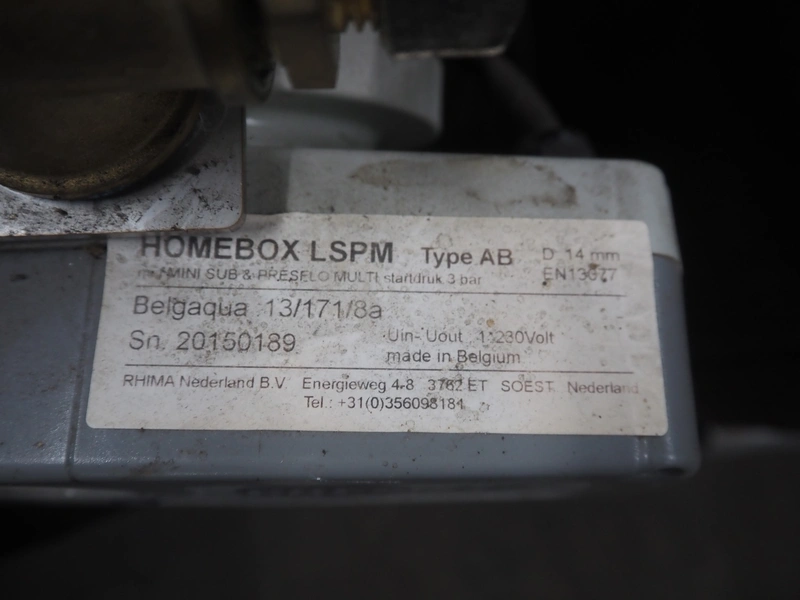 HOMEBOX LSPM Type AB D 14 mm
MINI SUB & PRESFLO MULTI startdruk 3 bar EN13077
Belgaqua 13/171/8a
Sn. 20150189 Uin- Uout 1~230Volt
made in Belgium
RHIMA Nederland B.V. Energieweg 4-8 3762 ET SOEST Nederland
Tel.: +31(0)356098184